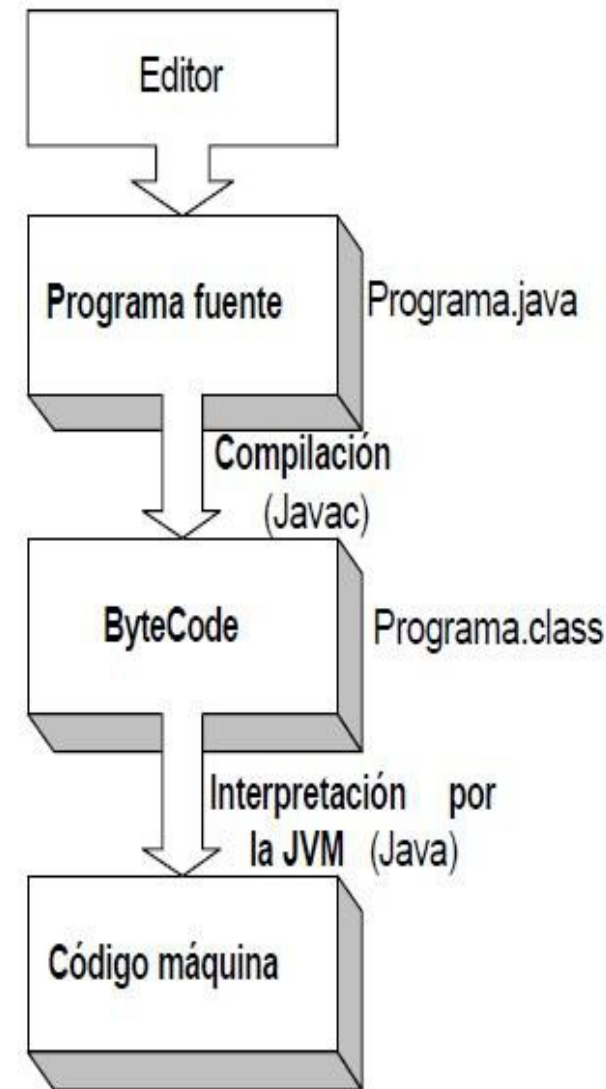 Editor
Programa fuente
Programa.java
Compilación
(Javac)
ByteCode
Programa.class
Interpretación por
la JVM (Java)
Código máquina